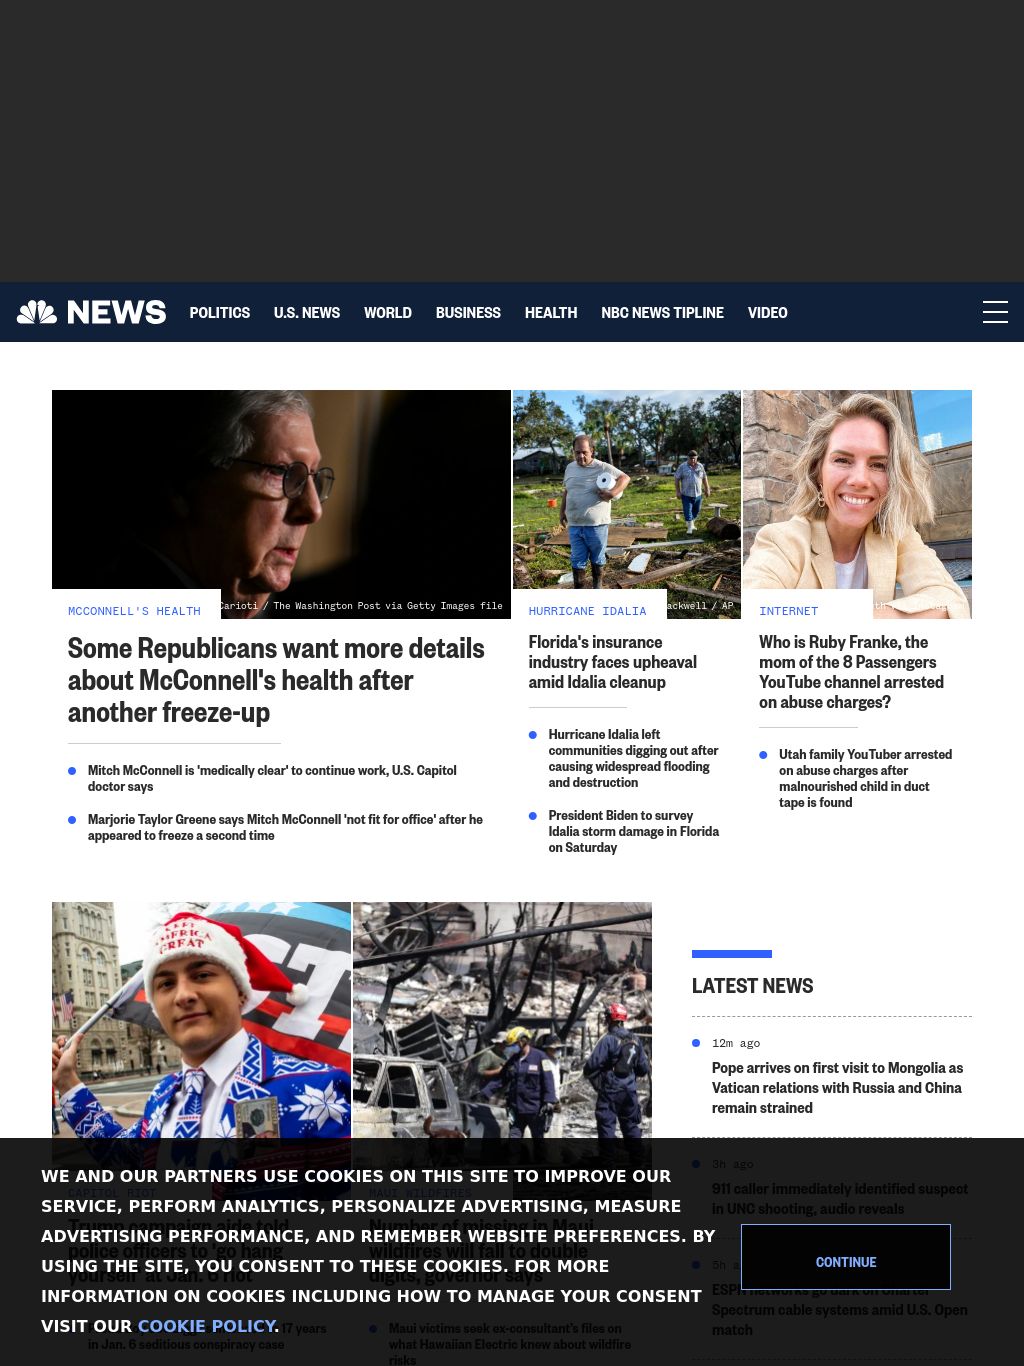 NEWS
POLITICS U.S. NEWS WORLD BUSINESS HEALTH NBC NEWS TIPLINE VIDEO
Carioti / The Washington Post via Getty Images file
MCCONNELL'S HEALTH
Some Republicans want more details
about McConnell's health after
another freeze-up
Mitch McConnell is 'medically clear' to continue work, U.S. Capitol
doctor says
Marjorie Taylor Greene says Mitch McConnell 'not fit for office' after he
appeared to freeze a second time
/ AP
HURRICANE IDALIA
Florida's insurance
industry faces upheaval
amid Idalia cleanup
Hurricane Idalia left
communities digging out after
causing widespread flooding
and destruction
President Biden to survey
Idalia storm damage in Florida
on Saturday
INTERNET
Who is Ruby Franke, the
mom of the 8 Passengers
YouTube channel arrested
on abuse charges?
Utah family YouTuber arrested
on abuse charges after
malnourished child in duct
tape is found
GREAT
CAPITOL RIOT
Trump campaign aide told
police officers to 'go hang
yourself' at Jan. 6 riot
17 years
in Jan. 6 seditious conspiracy case
MAUI WILDFIRES
Number of missing in Maui
wildfires will fall to double
digits, governor says
Maui victims seek ex-consultant's files on
what Hawaiian Electric knew about wildfire
risks
LATEST NEWS
12m ago
Pope arrives on first visit to Mongolia as
Vatican relations with Russia and China
remain strained
3h ago
911 caller immediately identified suspect
in UNC shooting, audio reveals
5h
ESPN networks go dark on Charter
Spectrum cable systems amid U.S. Open
match
WE AND OUR PARTNERS USE COOKIES ON THIS SITE TO IMPROVE OUR
SERVICE, PERFORM ANALYTICS, PERSONALIZE ADVERTISING, MEASURE
ADVERTISING PERFORMANCE, AND REMEMBER WEBSITE PREFERENCES. BY
USING THE SITE, YOU CONSENT TO THESE COOKIES. FOR MORE
INFORMATION ON COOKIES INCLUDING HOW TO MANAGE YOUR CONSENT
VISIT OUR COOKIE POLICY.
CONTINUE